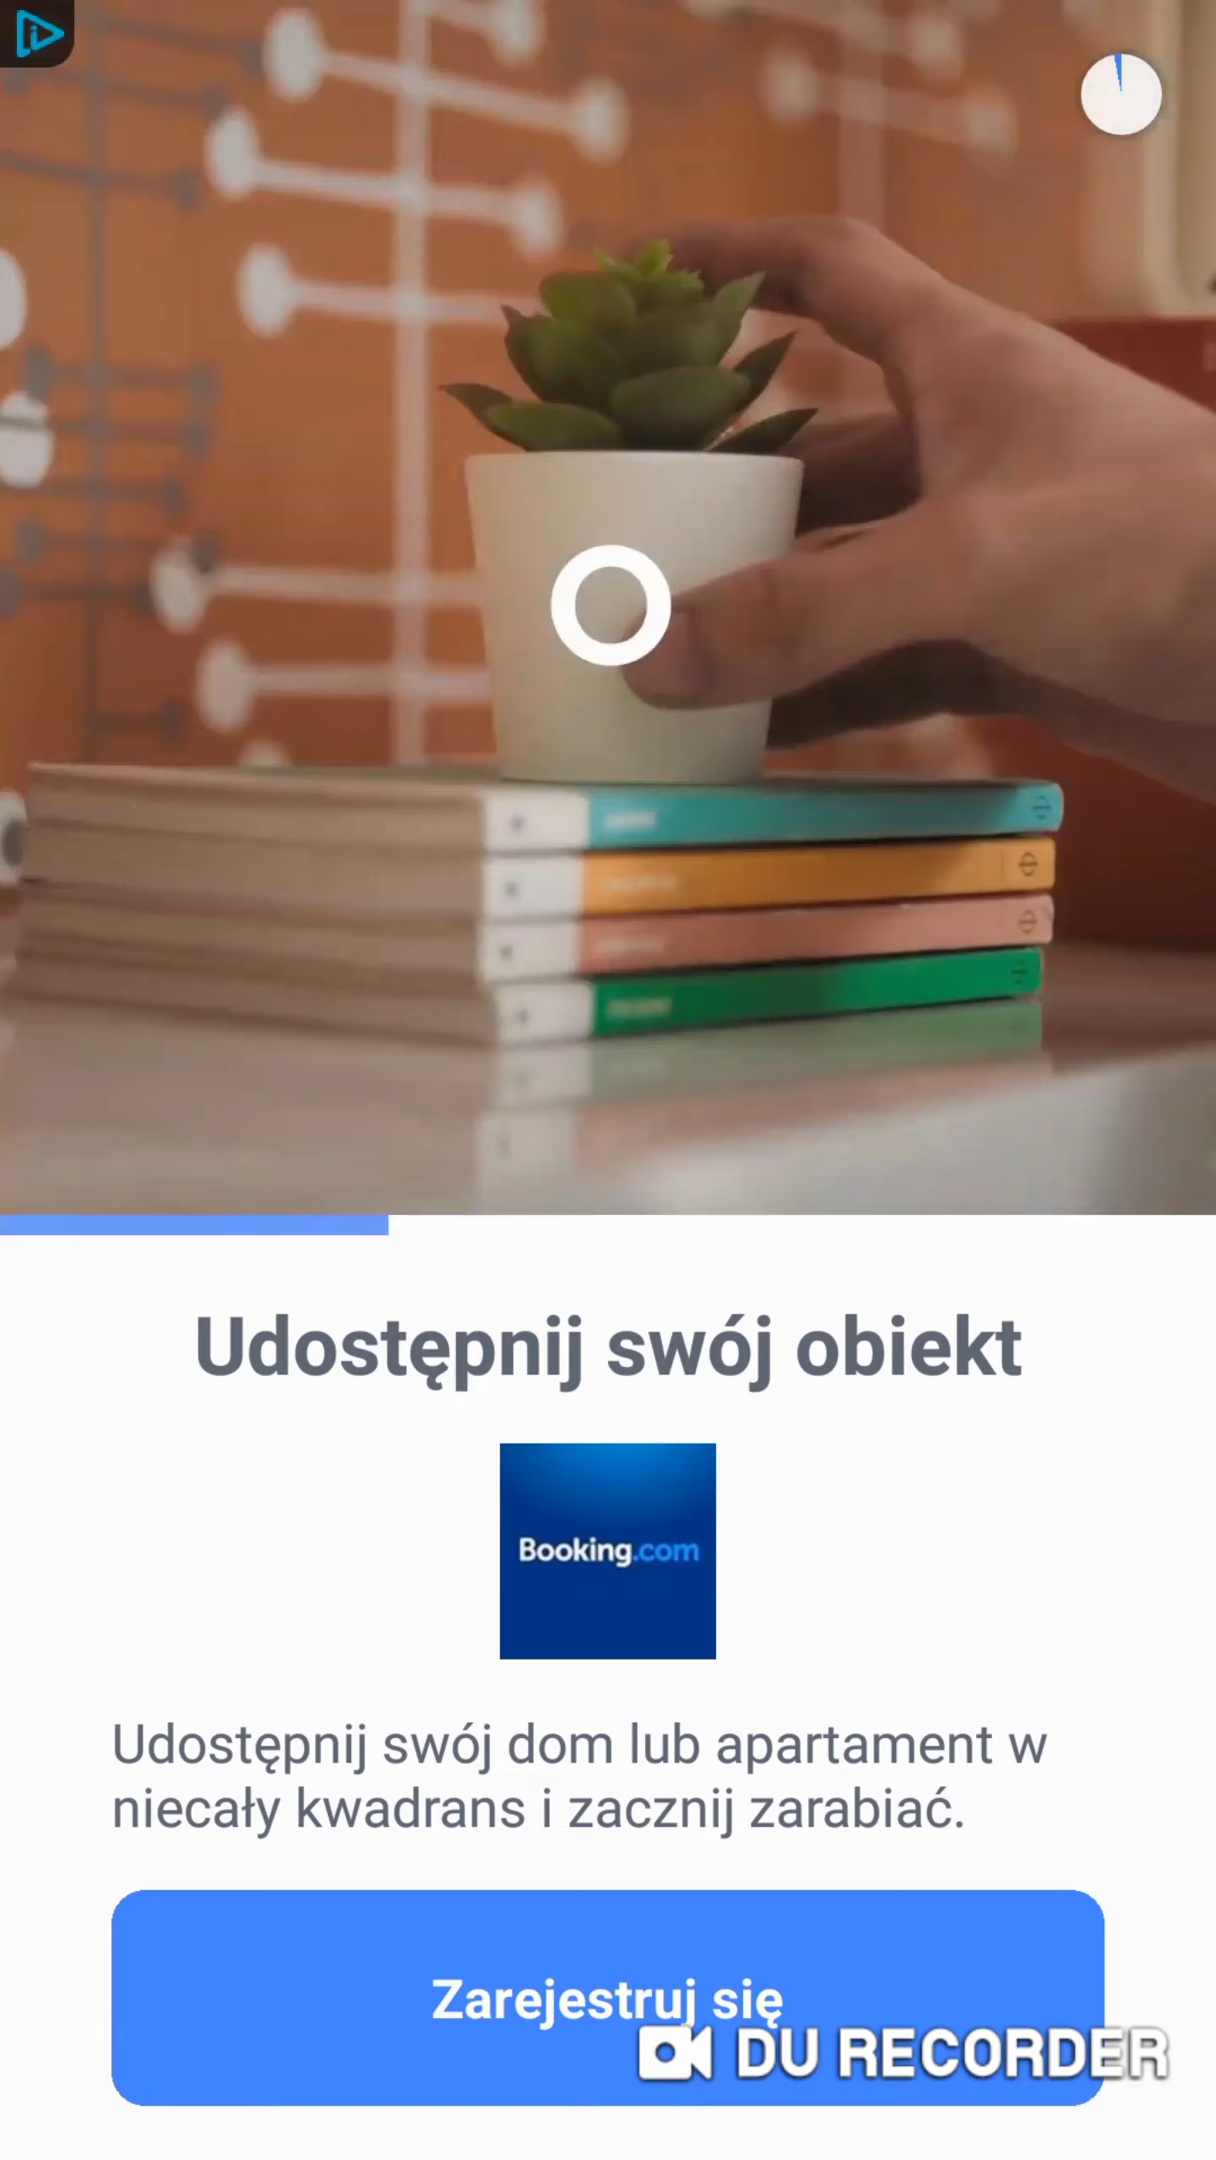 Udostępnij swój obiekt
Booking.com
Udostępnij swój dom lub apartament w
niecały kwadrans i zacznij zarabiać.
Zarejestruj się
DU RECORDER